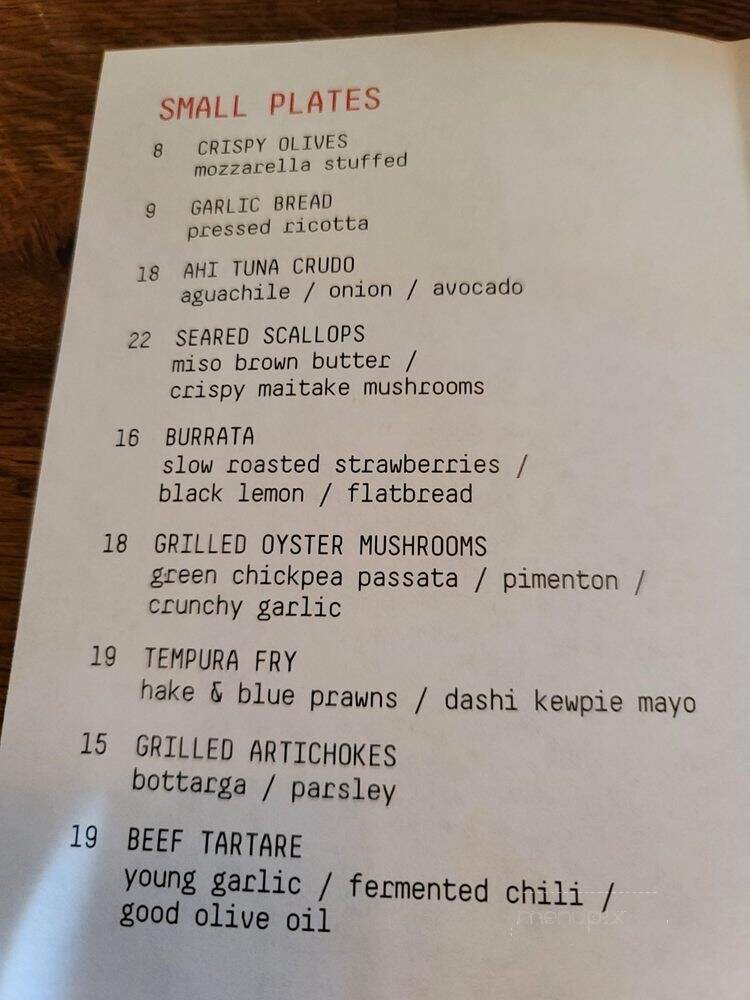 SMALL PLATES
8 CRISPY OLIVES
mozzarella stuffed
9 GARLIC BREAD
pressed ricotta
18 AHI TUNA CRUDO
aguachile / onion / avocado
22 SEARED SCALLOPS
miso brown butter /
crispy maitake mushrooms
16 BURRATA
slow roasted strawberries /
black lemon / flatbread
18 GRILLED OYSTER MUSHROOMS
green chickpea passata / pimenton /
crunchy garlic
19 TEMPURA FRY
hake & blue prawns / dashi kewpie mayo
15 GRILLED ARTICHOKES
bottarga / parsley
19 BEEF TARTARE
young garlic / fermented chili /
good olive oil
menupix